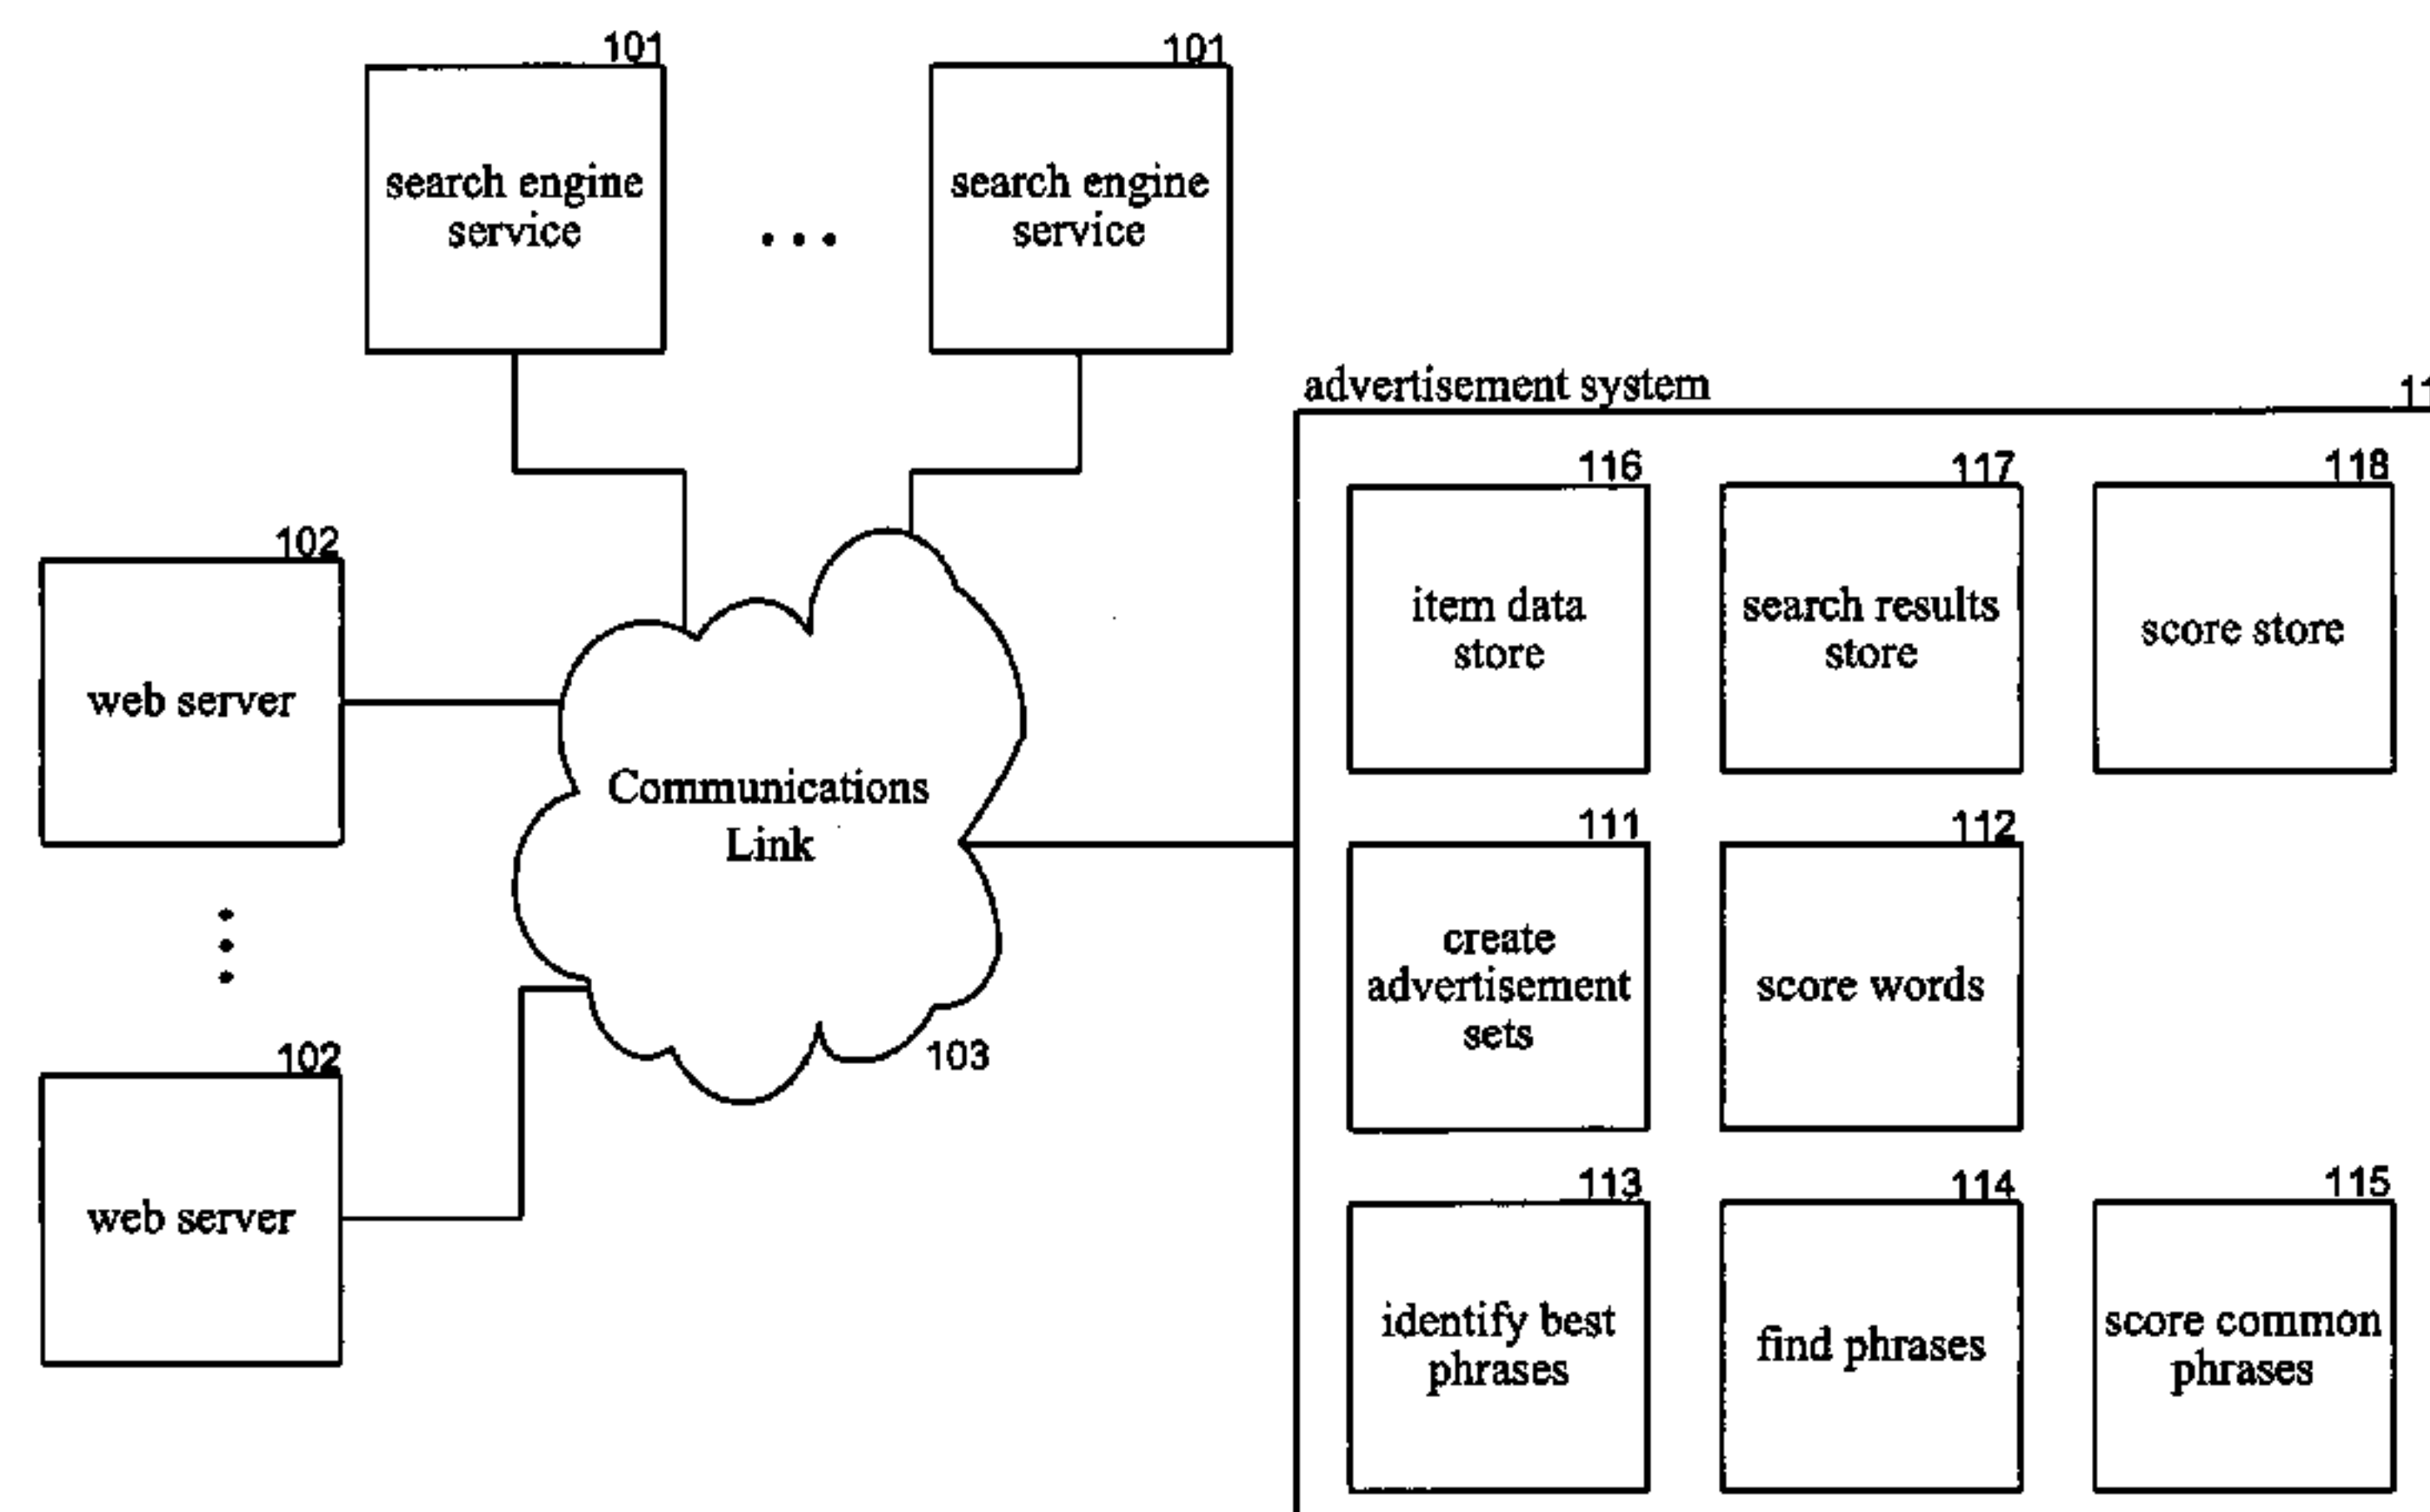 101
search engine
service
...
101
search engine
service
102
web server
102
web server
Communications
Link
103
advertisement system
116
item data
store
117
search results
store
118
score store
111
create
advertisement
sets
112
score words
113
identify best
phrases
114
find phrases
115
score common
phrases